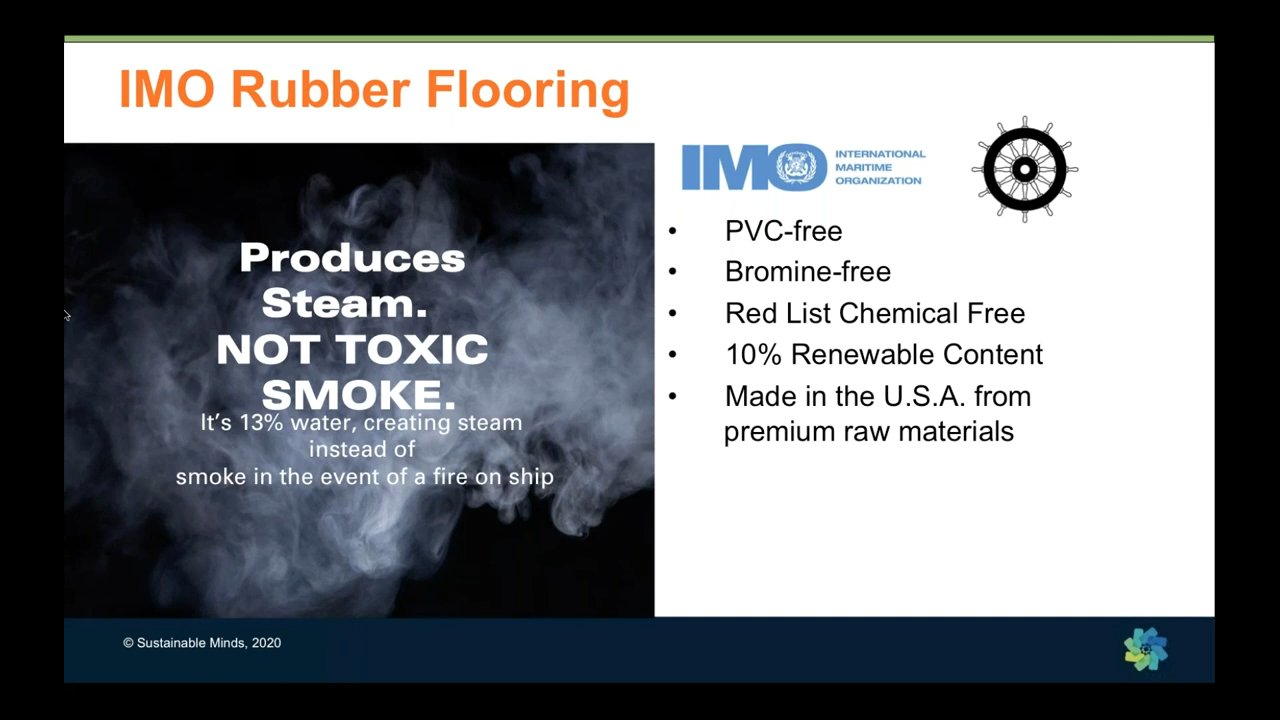 IMO Rubber Flooring
Produces
Steam.
NOT TOXIC
SMOKE.
It's 13% water, creating steam
instead of
smoke in the event of a fire on ship
IMO
INTERNATIONAL
MARITIME
ORGANIZATION
• PVC-free
• Bromine-free
• Red List Chemical Free
• 10% Renewable Content
• Made in the U.S.A. from
premium raw materials
© Sustainable Minds, 2020